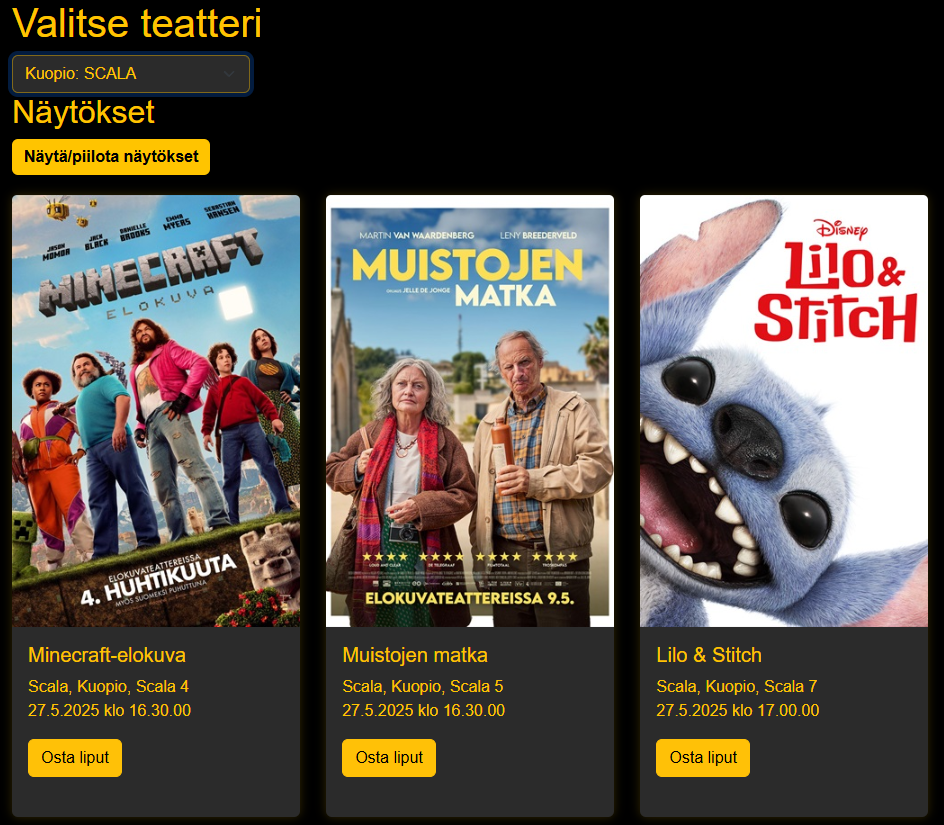 Valitse teatteri
Kuopio: SCALA
Näytökset
Näytä/piilota näytökset
JASON MOMOA
JACK BLACK
DANIELLE BROOKS
EMMA MYERS
SEBASTIAN HANSEN
MINECRAFT
ELOKUVA
ELOKUVATEATTEREISSA
4. HUHTIKUUTA
MYÖS SUOMEKSI PUHUTTUNA
Minecraft-elokuva
Scala, Kuopio, Scala 4
27.5.2025 klo 16.30.00
Osta liput
MARTIN VAN WAARDENBERG LENY BREEDERVELD
MUISTOJEN
JELLE DE JONGE
MATKA
★★★★ ★★★★ ★★★★ ★★★★
DE TELEGRAAF
ELOKUVATEATTEREISSA 9.5.
Muistojen matka
Scala, Kuopio, Scala 5
27.5.2025 klo 16.30.00
Osta liput
Disney
Lilo &
Stitch
Lilo & Stitch
Scala, Kuopio, Scala 7
27.5.2025 klo 17.00.00
Osta liput